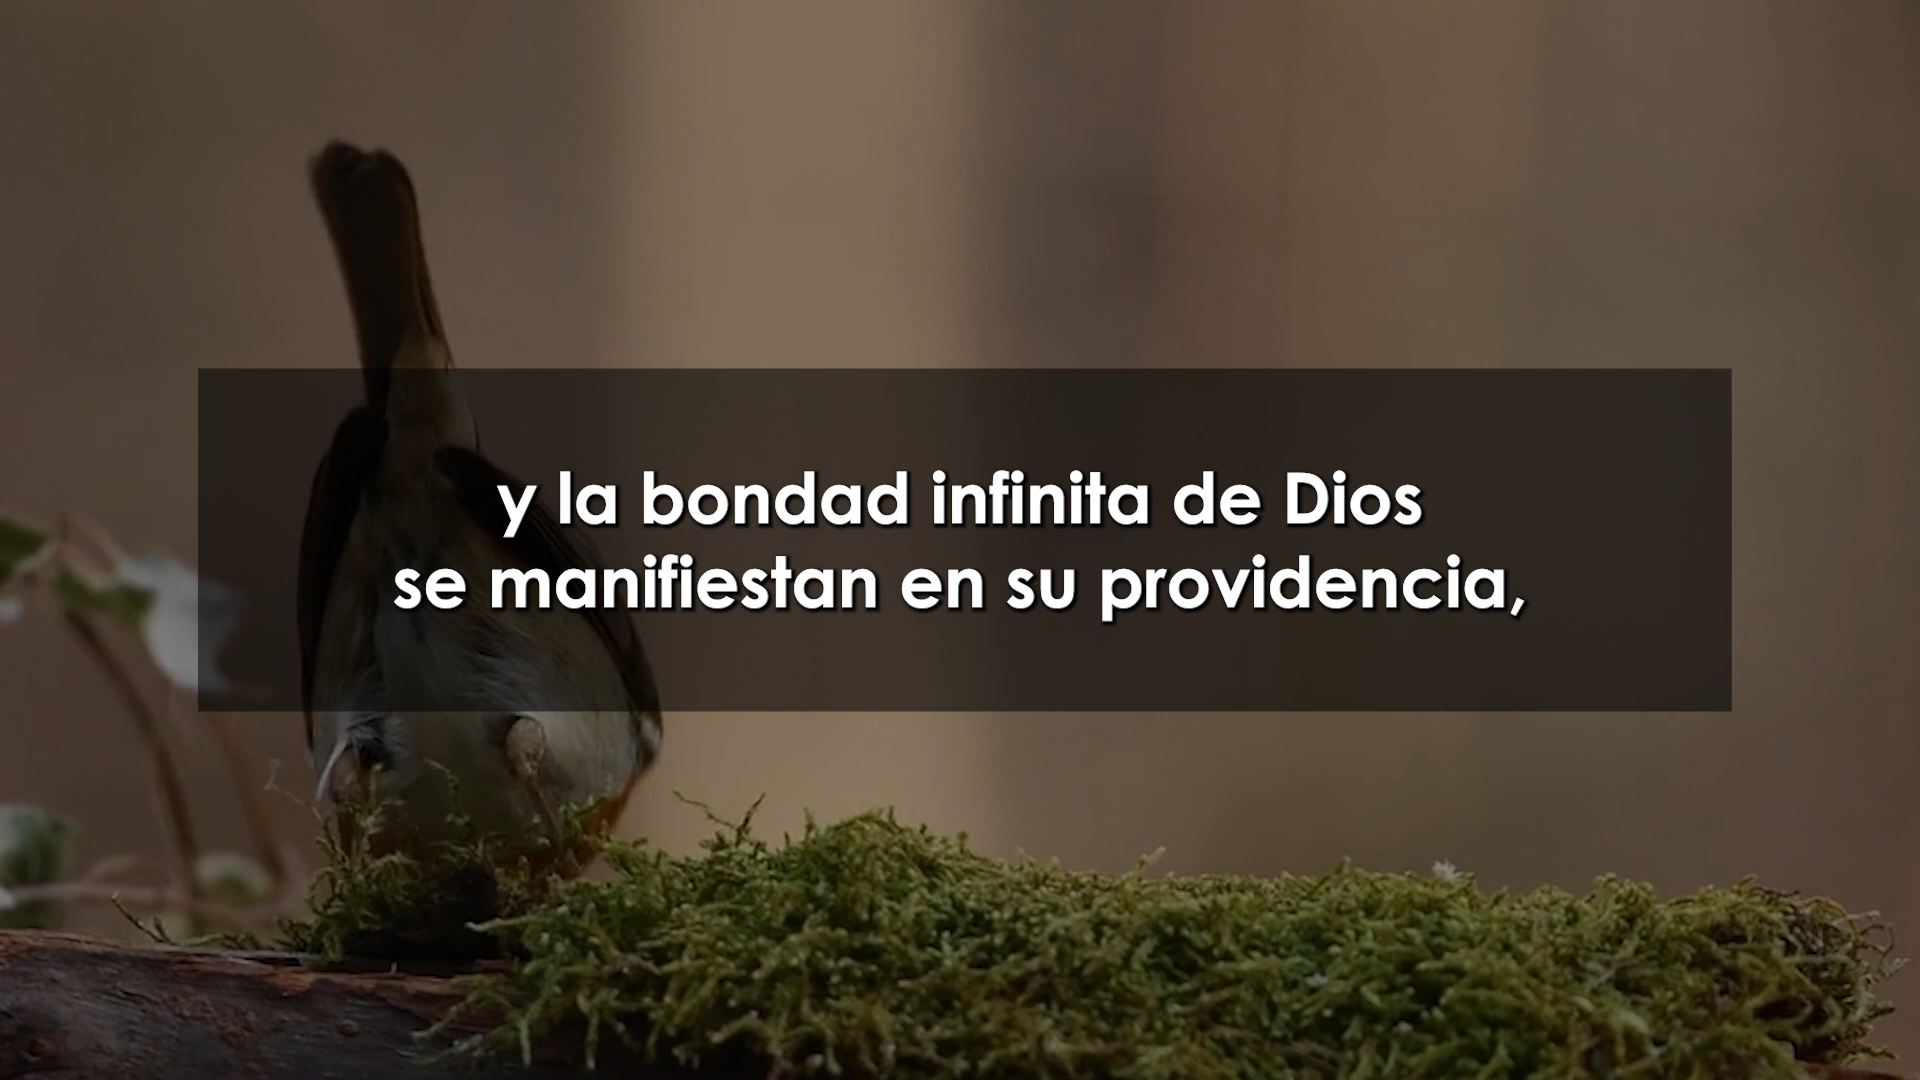 y la bondad infinita de Dios
se manifiestan en su providencia,